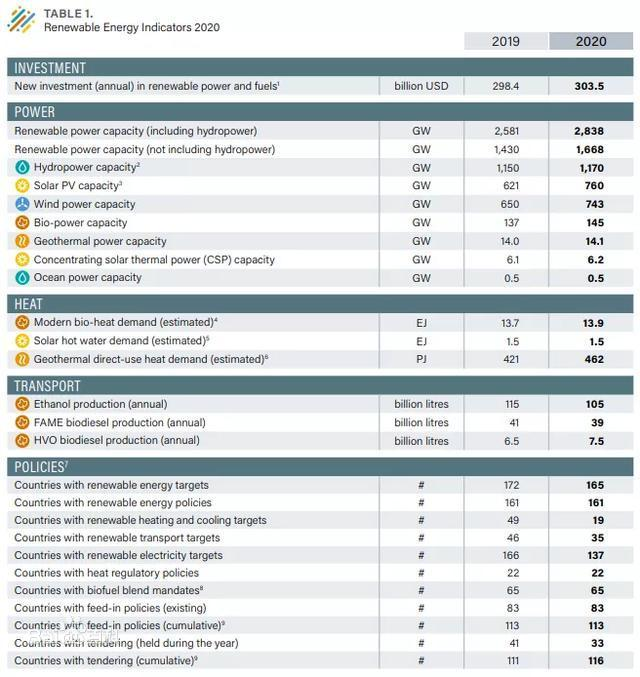 TABLE 1.
Renewable Energy Indicators 2020
2019 2020
INVESTMENT
New investment (annual) in renewable power and fuels¹ billion USD 298.4 303.5
POWER
Renewable power capacity (including hydropower) GW 2,581 2,838
Renewable power capacity (not including hydropower) GW 1,430 1,668
Hydropower capacity² GW 1,150 1,170
Solar PV capacity³ GW 621 760
Wind power capacity GW 650 743
Bio-power capacity GW 137 145
Geothermal power capacity GW 14.0 14.1
Concentrating solar thermal power (CSP) capacity GW 6.1 6.2
Ocean power capacity GW 0.5 0.5
HEAT
Modern bio-heat demand (estimated)⁴ EJ 13.7 13.9
Solar hot water demand (estimated)⁵ EJ 1.5 1.5
Geothermal direct-use heat demand (estimated)⁶ PJ 421 462
TRANSPORT
Ethanol production (annual) billion litres 115 105
FAME biodiesel production (annual) billion litres 41 39
HVO biodiesel production (annual) billion litres 6.5 7.5
POLICIES⁷
Countries with renewable energy targets # 172 165
Countries with renewable energy policies # 161 161
Countries with renewable heating and cooling targets # 49 19
Countries with renewable transport targets # 46 35
Countries with renewable electricity targets # 166 137
Countries with heat regulatory policies # 22 22
Countries with biofuel blend mandates⁸ # 65 65
Countries with feed-in policies (existing) # 83 83
Countries with feed-in policies (cumulative)⁹ # 113 113
Countries with tendering (held during the year) # 41 33
Countries with tendering (cumulative)⁹ # 111 116